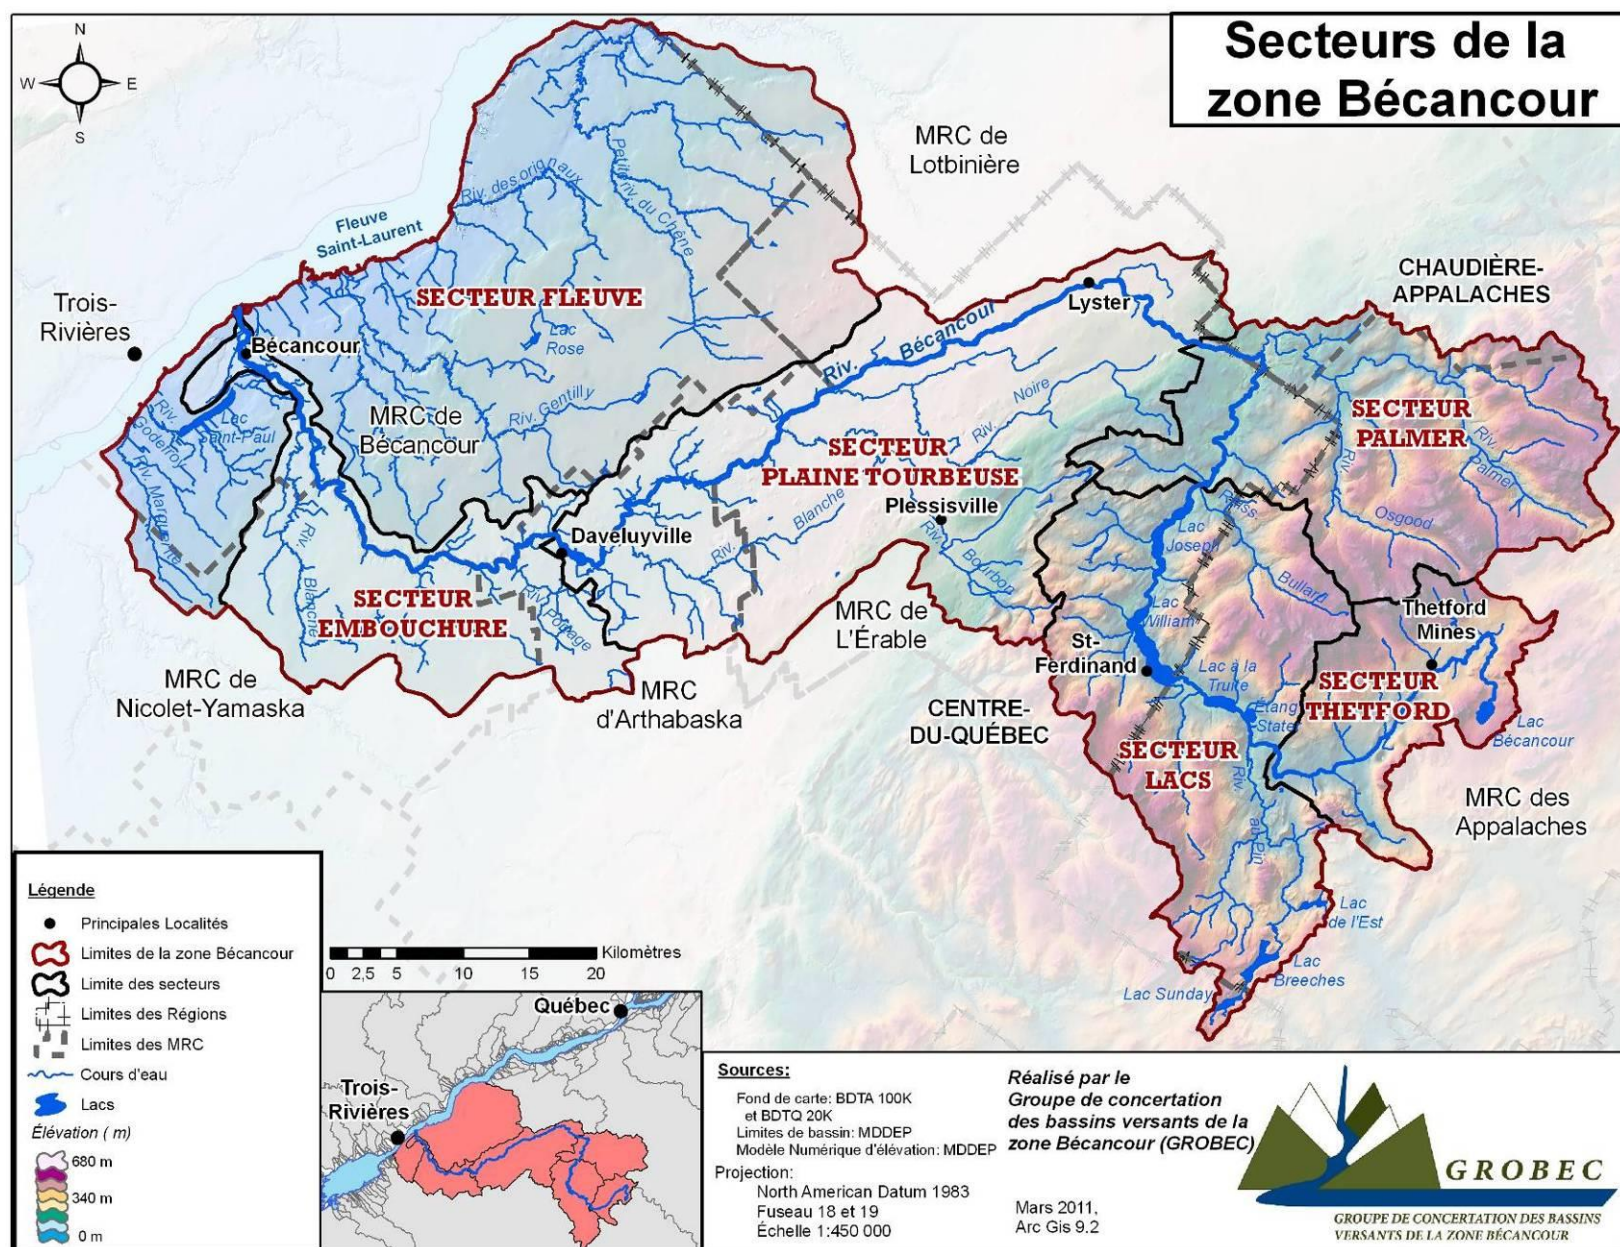 Secteurs de la
zone Bécancour
N
W
E
S
MRC de
Lotbinière
Riv. des orignaux
Petite riv. du Chêne
Fleuve
Saint-Laurent
CHAUDIÈRE-
APPALACHES
SECTEUR FLEUVE
Trois-
Rivières
Lyster
Bécancour
Lac
Rose
Riv. Bécancour
Riv. Gentilly
MRC de
Bécancour
Riv. Noire
Lac
Saint-Paul
Riv.
Godefroy
Riv. Marguerite
SECTEUR
PALMER
Riv.
Palmer
SECTEUR
PLAINE TOURBEUSE
Plessisville
Riv. Blanche
Riv. Bourbon
Riv.
Osgood
Ruiss.
Bullard
Lac
Joseph
Daveluyville
Riv.
Blanche
SECTEUR
EMBOUCHURE
Riv. Portage
MRC de
L'Érable
Lac
William
Thetford
Mines
St-
Ferdinand
Lac à la
Truite
SECTEUR
THETFORD
MRC de
Nicolet-Yamaska
MRC
d'Arthabaska
CENTRE-
DU-QUÉBEC
Étang
Stater
Lac
Bécancour
SECTEUR
LACS
Riv.
au Pin
MRC des
Appalaches
Lac
de l'Est
Lac
Breeches
Lac Sunday
Légende
Principales Localités
Limites de la zone Bécancour
Limite des secteurs
Limites des Régions
Limites des MRC
Cours d'eau
Lacs
Élévation ( m)
680 m
340 m
0 m
Kilomètres
0 2,5 5 10 15 20
Québec
Trois-
Rivières
Sources:
Fond de carte: BDTA 100K
et BDTQ 20K
Limites de bassin: MDDEP
Modèle Numérique d'élévation: MDDEP
Projection:
North American Datum 1983
Fuseau 18 et 19
Échelle 1:450 000
Réalisé par le
Groupe de concertation
des bassins versants de la
zone Bécancour (GROBEC)
Mars 2011,
Arc Gis 9.2
GROBEC
GROUPE DE CONCERTATION DES BASSINS
VERSANTS DE LA ZONE BÉCANCOUR